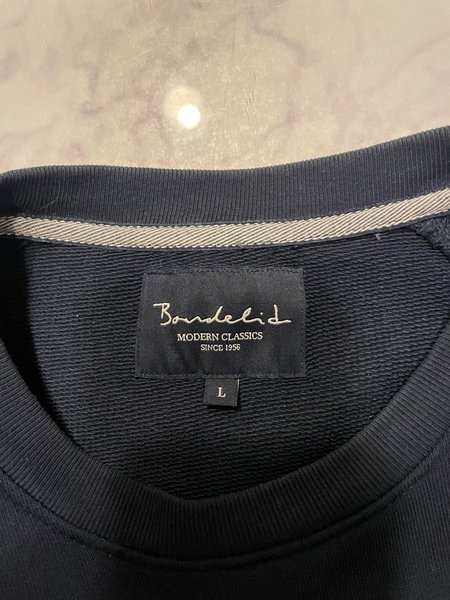 Bondelid
MODERN CLASSICS
SINCE 1956
L